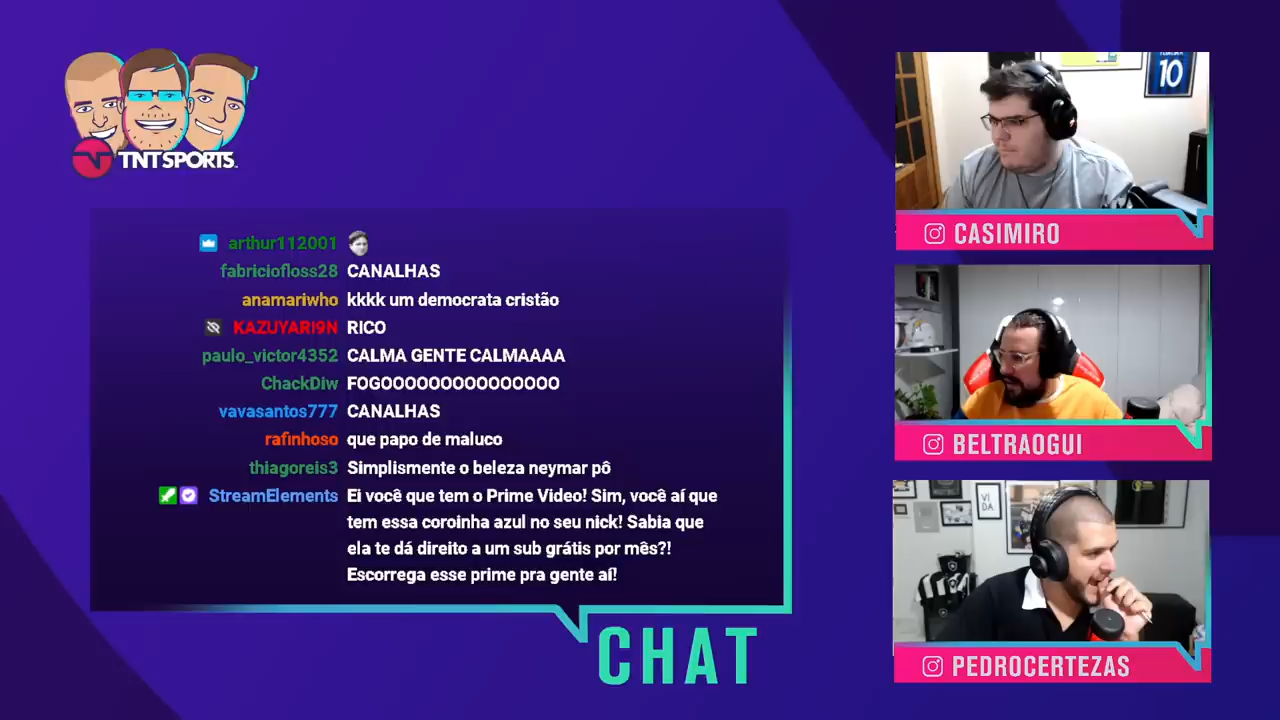 TNT SPORTS
arthur112001
fabriciofloss28 CANALHAS
anamariwho kkkk um democrata cristão
KAZUYARI9N RICO
paulo_victor4352 CALMA GENTE CALMAAAA
ChackDiw FOGOOOOOOOOOOOOOOO
vavasantos777 CANALHAS
rafinhoso que papo de maluco
thiagoreis3 Simplismente o beleza neymar pô
StreamElements Ei você que tem o Prime Video! Sim, você aí que
tem essa coroinha azul no seu nick! Sabia que
ela te dá direito a um sub grátis por mês?!
Escorrega esse prime pra gente aí!
CHAT
10
CASIMIRO
BELTRAOGUI
VI
DA
PEDROCERTEZAS